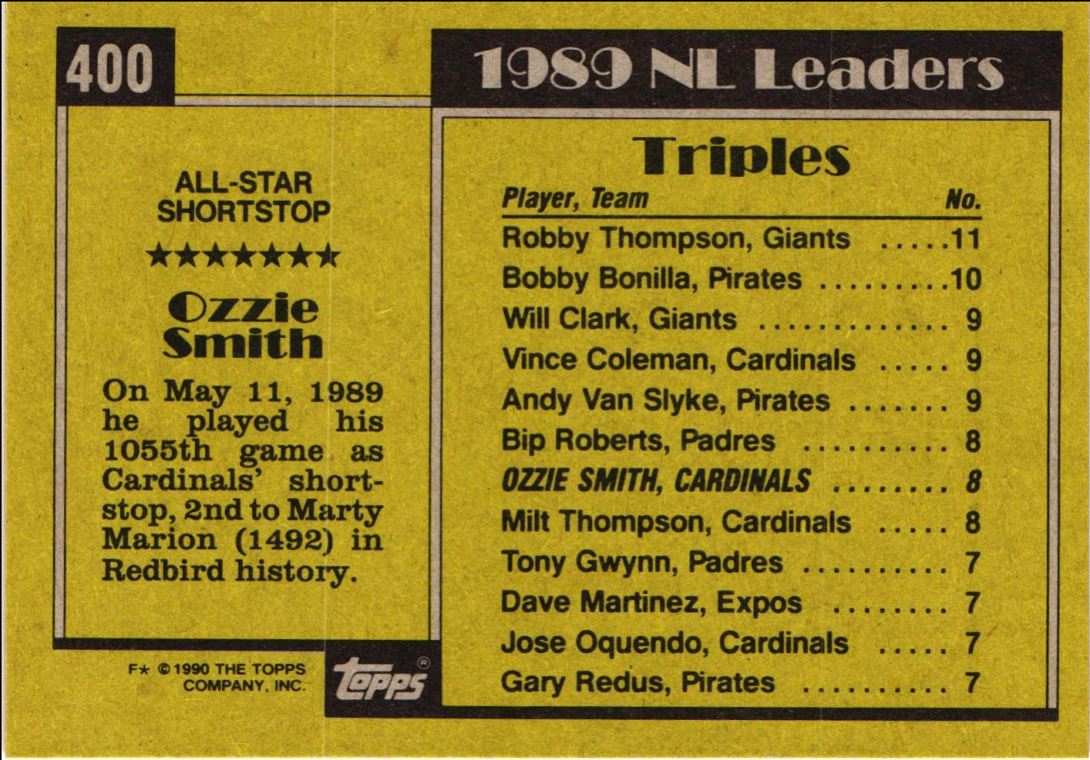 400
ALL-STAR
SHORTSTOP
★★★★★★★
Ozzie
Smith
On May 11, 1989
he played his
1055th game as
Cardinals' short-
stop, 2nd to Marty
Marion (1492) in
Redbird history.
F★ ©1990 THE TOPPS
COMPANY, INC.
Topps®
1989 NL Leaders
Triples
Player, Team No.
Robby Thompson, Giants .....11
Bobby Bonilla, Pirates .........10
Will Clark, Giants ............. 9
Vince Coleman, Cardinals ..... 9
Andy Van Slyke, Pirates ....... 9
Bip Roberts, Padres .......... 8
OZZIE SMITH, CARDINALS ........ 8
Milt Thompson, Cardinals ..... 8
Tony Gwynn, Padres .......... 7
Dave Martinez, Expos ........ 7
Jose Oquendo, Cardinals ..... 7
Gary Redus, Pirates .......... 7